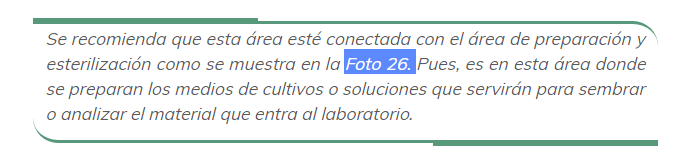 Se recomienda que esta área esté conectada con el área de preparación y
esterilización como se muestra en la Foto 26. Pues, es en esta área donde
se preparan los medios de cultivos o soluciones que servirán para sembrar
o analizar el material que entra al laboratorio.